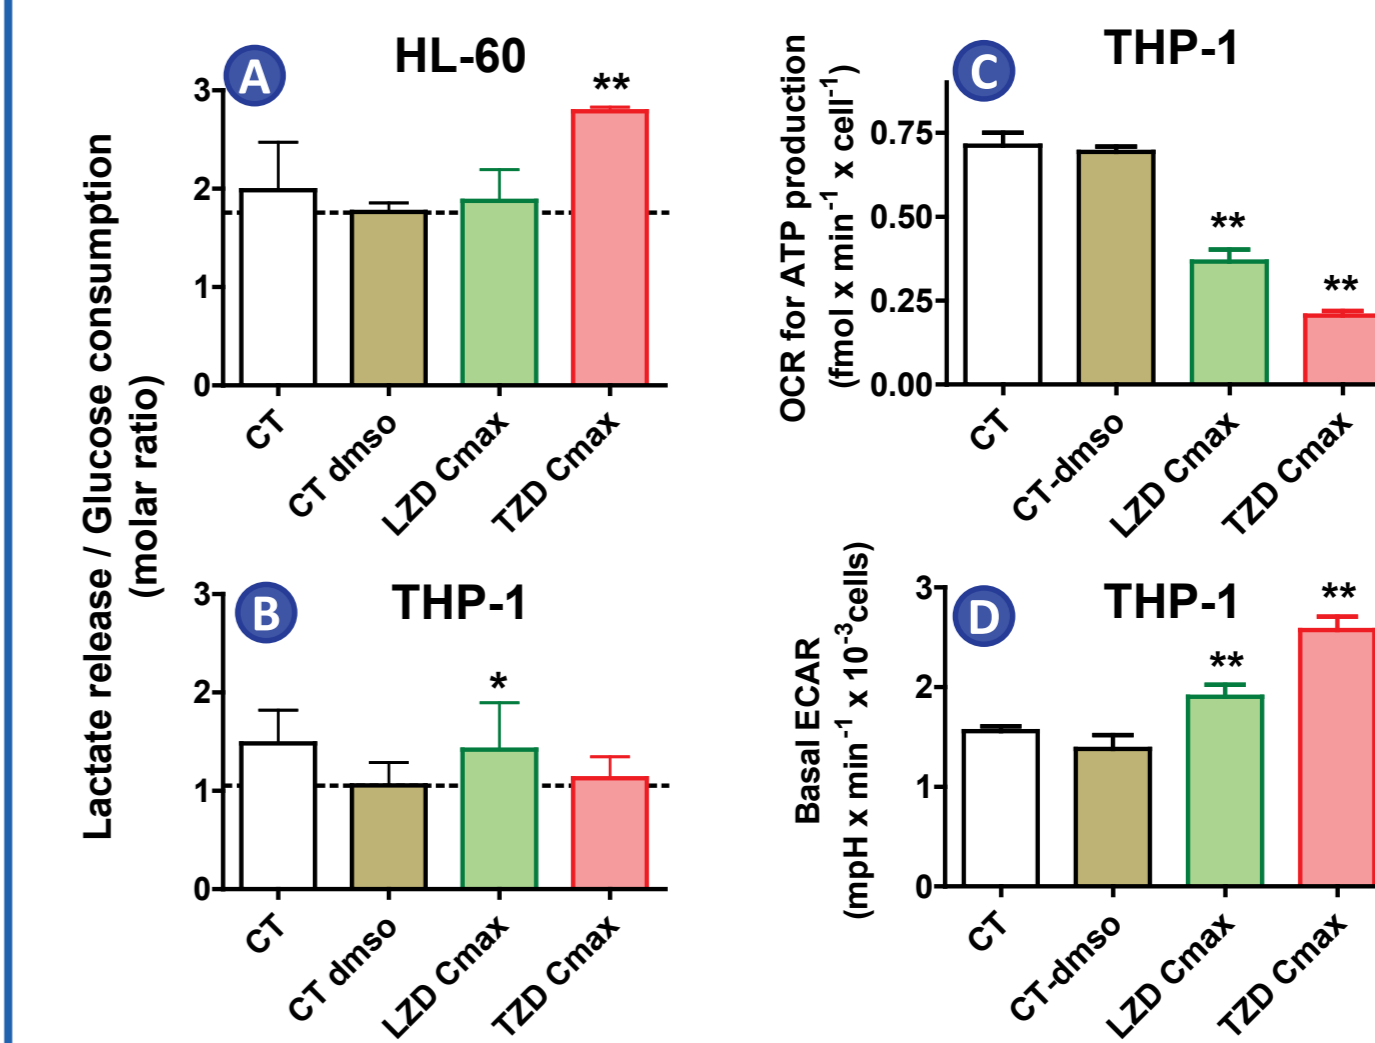 Lactate release / Glucose consumption
(molar ratio)
A
HL-60
3
2
1
0
**
CT
CT dmso
LZD Cmax
TZD Cmax
B
THP-1
3
2
1
0
*
CT
CT dmso
LZD Cmax
TZD Cmax
C
THP-1
OCR for ATP production
(fmol x min-1 x cell-1)
0.75
0.50
0.25
0.00
**
**
CT
CT-dmso
LZD Cmax
TZD Cmax
D
THP-1
Basal ECAR
(mpH x min-1 x 10-3cells)
3
2
1
0
**
**
CT
CT-dmso
LZD Cmax
TZD Cmax